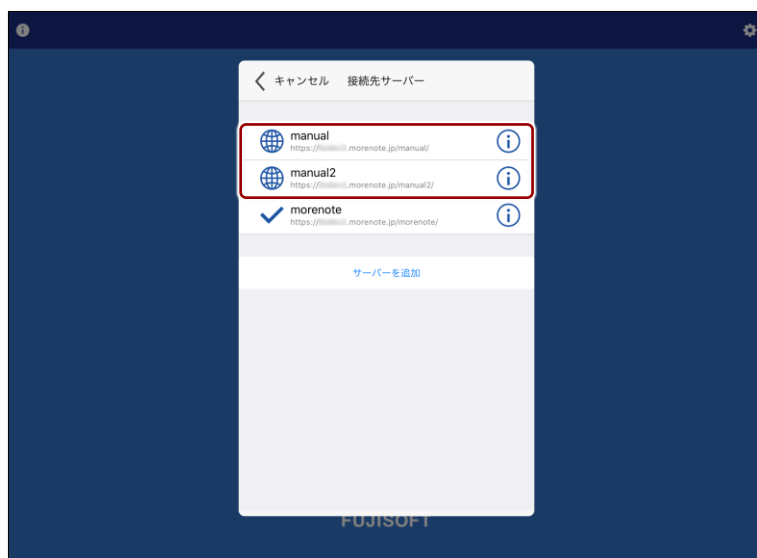 キャンセル 接続先サーバー
manual
https:// .morenote.jp/manual/
manual2
https:// .morenote.jp/manual2/
morenote
https:// .morenote.jp/morenote/
サーバーを追加
FUJISOFT